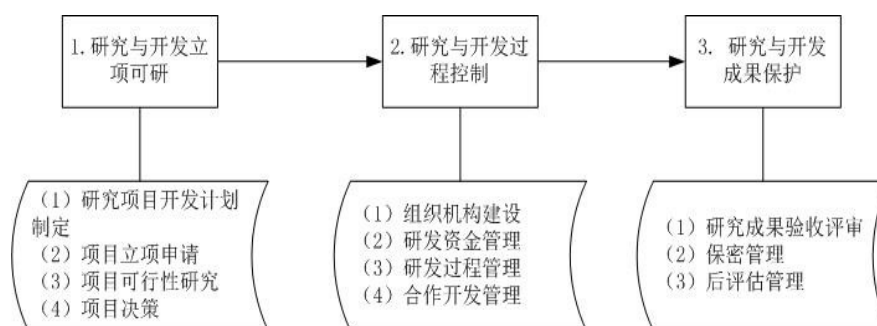 1.研究与开发立
项可研
2.研究与开发过
程控制
3. 研究与开发
成果保护
（1）研究项目开发计划
制定
（2）项目立项申请
（3）项目可行性研究
（4）项目决策
（1）组织机构建设
（2）研发资金管理
（3）研发过程管理
（4）合作开发管理
（1）研究成果验收评审
（2）保密管理
（3）后评估管理